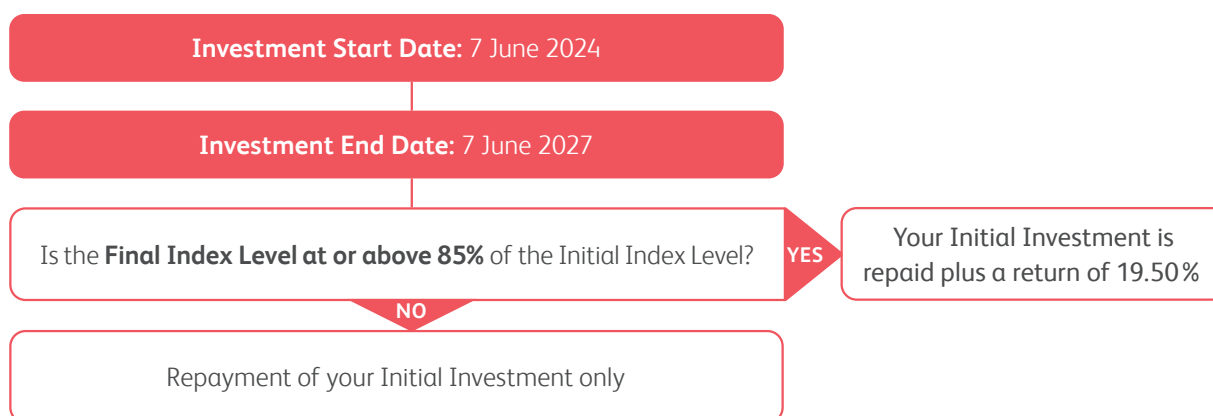 Investment Start Date: 7 June 2024
Investment End Date: 7 June 2027
Is the Final Index Level at or above 85% of the Initial Index Level?
YES
Your Initial Investment is
repaid plus a return of 19.50%
NO
Repayment of your Initial Investment only